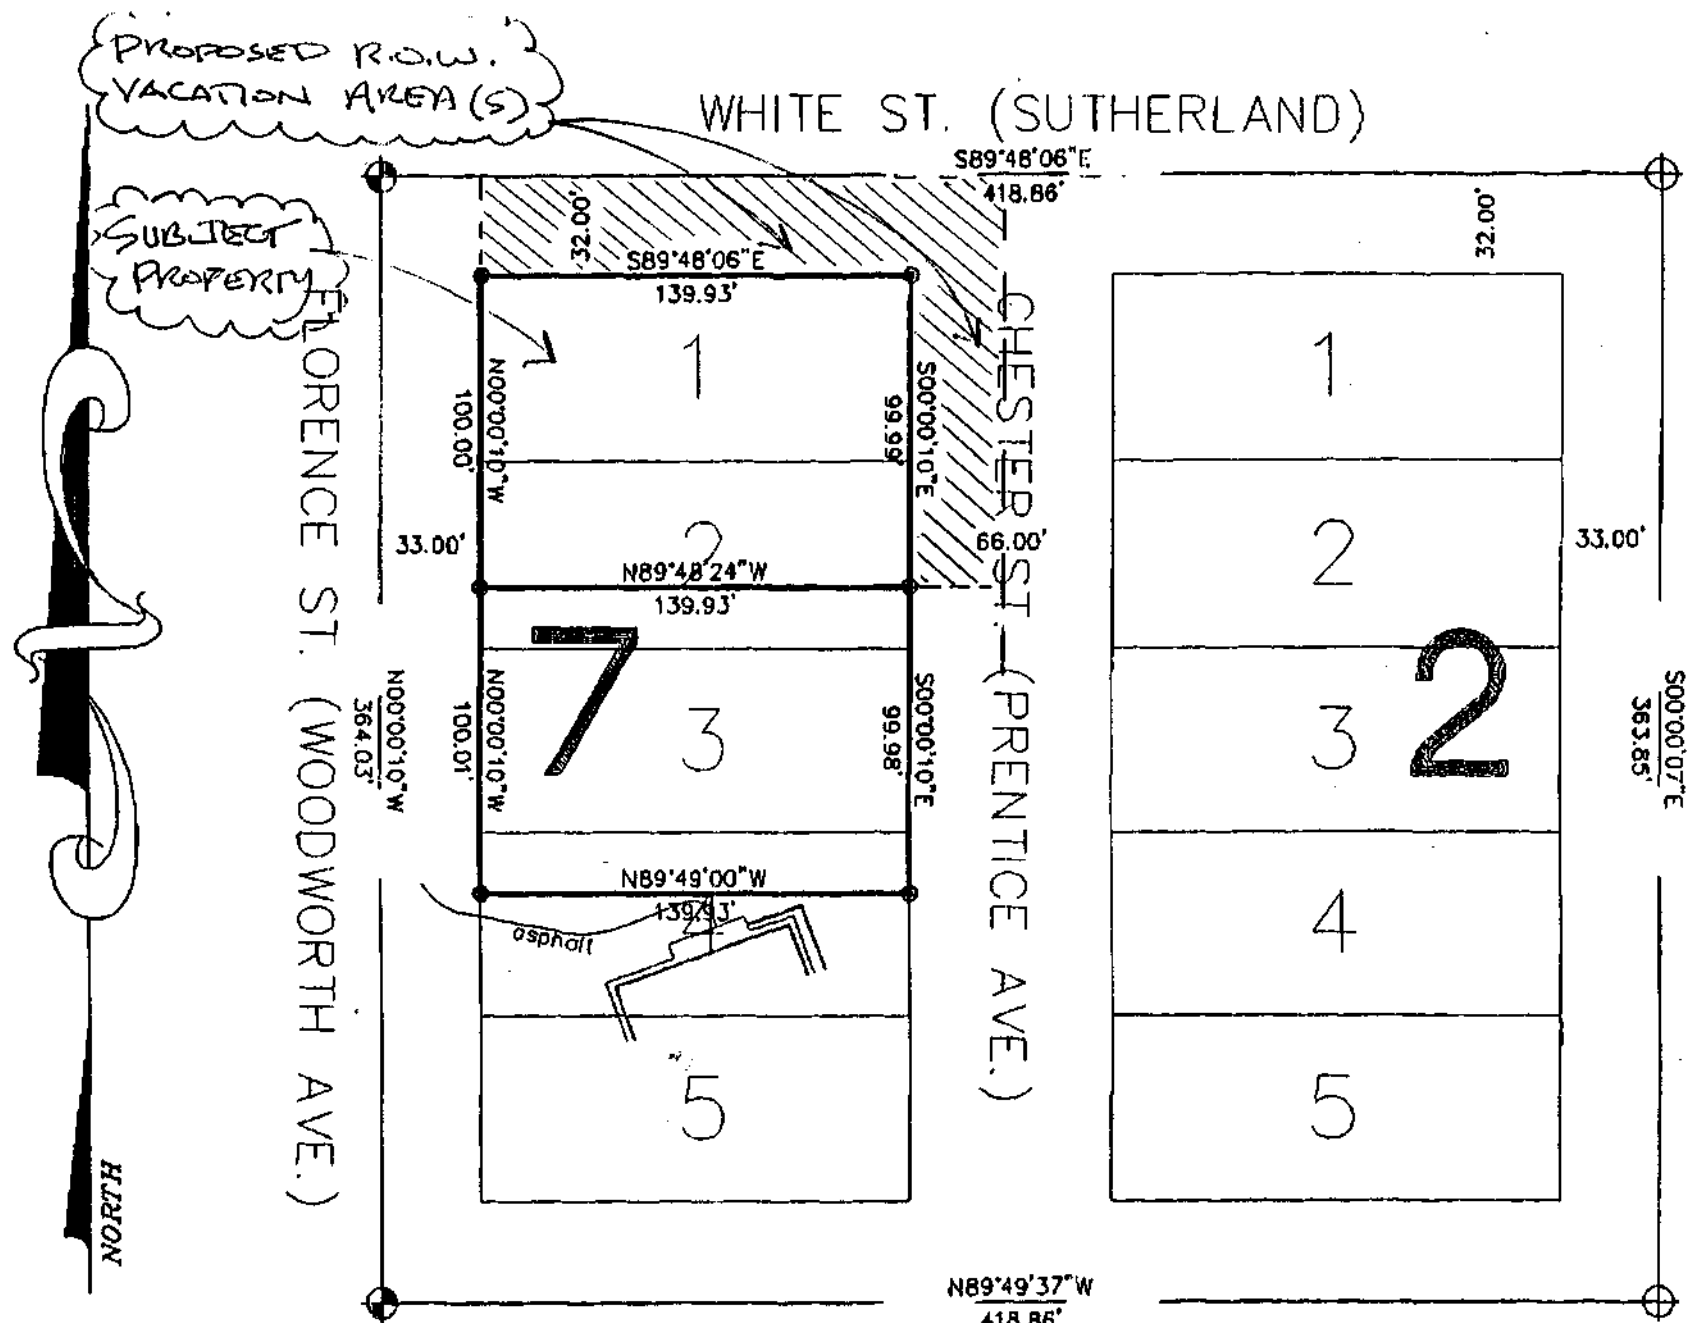 PROPOSED R.O.W.
VACATION AREA(S)
WHITE ST. (SUTHERLAND)
S89°48'06"E
418.86'
SUBJECT
PROPERTY
32.00'
32.00'
S89°48'06"E
139.93'
FLORENCE ST. (WOODWORTH AVE.)
CHESTER ST. (PRENTICE AVE.)
1
1
N00°00'10"W
100.00'
S00°00'10"E
99.99'
2
2
33.00'
66.00'
33.00'
N89°48'24"W
139.93'
7
2
3
3
N00°00'10"W
364.03'
N00°00'10"W
100.01'
S00°00'10"E
99.98'
S00°00'07"E
363.85'
N89°49'00"W
139.93'
4
4
asphalt
5
5
NORTH
N89°49'37"W
418.86'